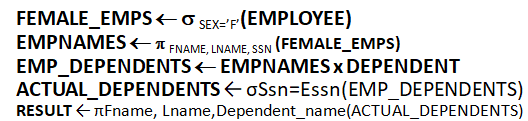 FEMALE_EMPS ← σ SEX='F' (EMPLOYEE)
EMPNAMES ← π FNAME, LNAME, SSN (FEMALE_EMPS)
EMP_DEPENDENTS ← EMPNAMES x DEPENDENT
ACTUAL_DEPENDENTS ← σSsn=Essn(EMP_DEPENDENTS)
RESULT ← πFname, Lname,Dependent_name(ACTUAL_DEPENDENTS)